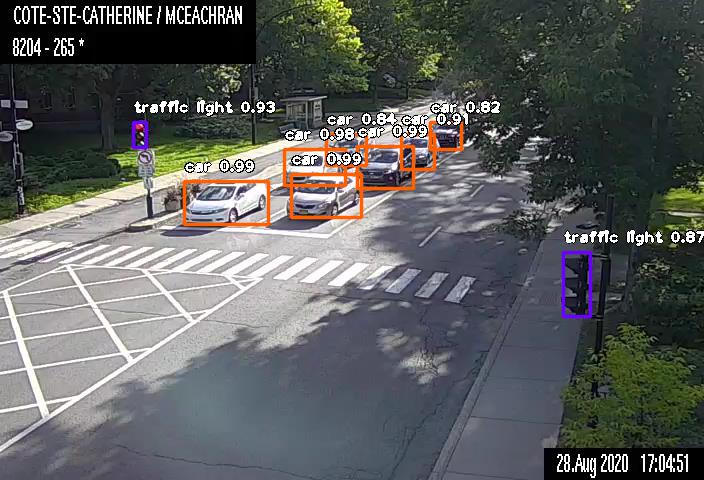 COTE-STE-CATHERINE / MCEACHRAN
8204 - 265 *
traffic light 0.93
car 0.82
car 0.84
car 0.91
car 0.98
car 0.99
car 0.99
car 0.99
traffic light 0.87
28.Aug 2020 17:04:51